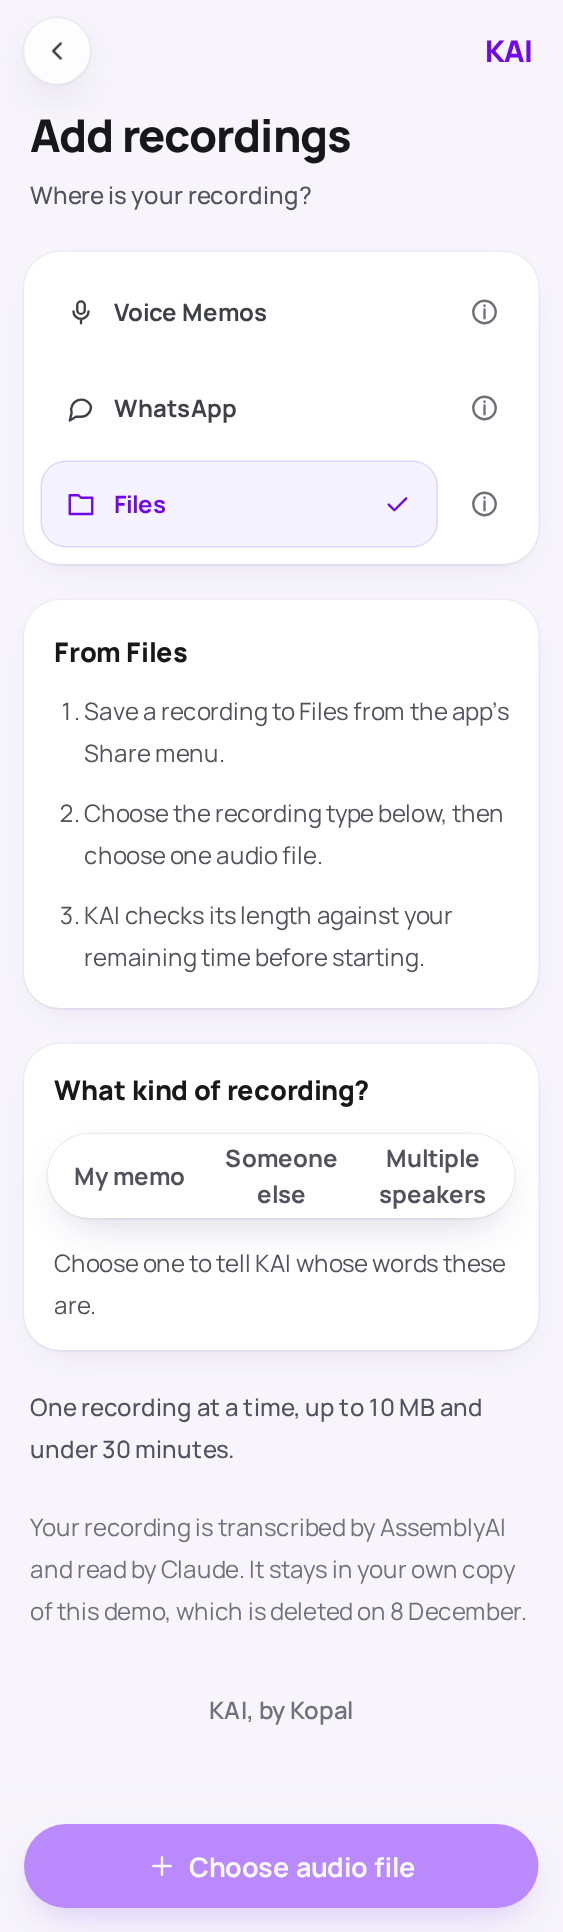 KAI
Add recordings
Where is your recording?
Voice Memos
WhatsApp
Files
From Files
1. Save a recording to Files from the app’s
Share menu.
2. Choose the recording type below, then
choose one audio file.
3. KAI checks its length against your
remaining time before starting.
What kind of recording?
My memo
Someone
else
Multiple
speakers
Choose one to tell KAI whose words these
are.
One recording at a time, up to 10 MB and
under 30 minutes.
Your recording is transcribed by AssemblyAI
and read by Claude. It stays in your own copy
of this demo, which is deleted on 8 December.
KAI, by Kopal
+ Choose audio file